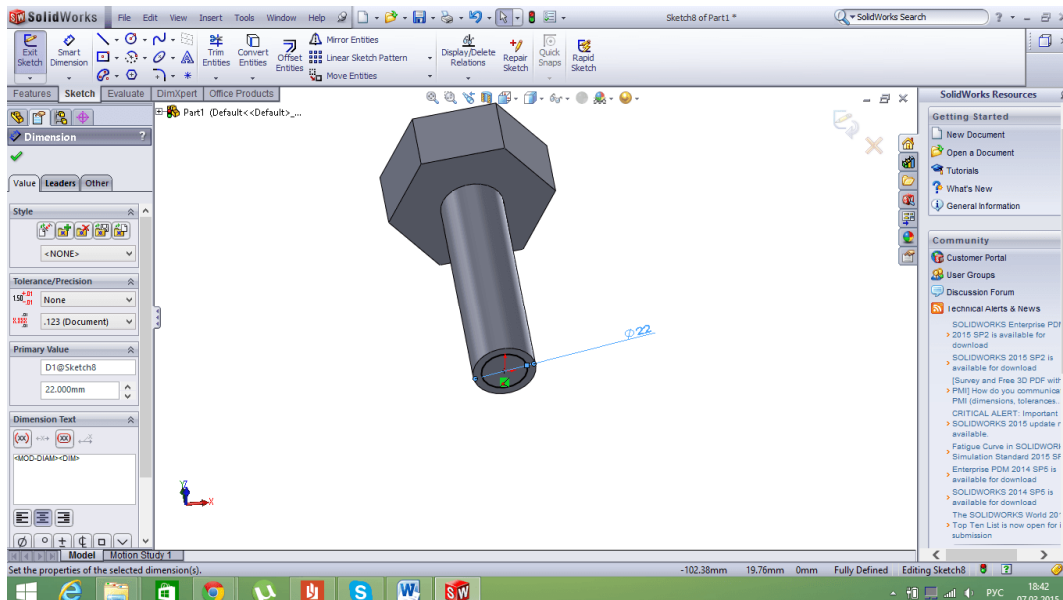 SolidWorks File Edit View Insert Tools Window Help Sketch8 of Part1 * SolidWorks Search ?
Exit Sketch Smart Dimension Trim Entities Convert Entities Offset Entities Mirror Entities Linear Sketch Pattern Move Entities Display/Delete Relations Repair Sketch Quick Snaps Rapid Sketch
Features Sketch Evaluate DimXpert Office Products
Part1 (Default<<Default>_...
SolidWorks Resources
Dimension ?
Value Leaders Other
Style
<NONE>
Tolerance/Precision
None
.123 (Document)
Primary Value
D1@Sketch8
22.000mm
Dimension Text
<MOD-DIAM><DIM>
Ø22
Y
X
Getting Started
New Document
Open a Document
Tutorials
What's New
General Information
Community
Customer Portal
User Groups
Discussion Forum
Technical Alerts & News
SOLIDWORKS Enterprise PDM
2015 SP2 is available for
download
SOLIDWORKS 2015 SP2 is
available for download
[Survey and Free 3D PDF with
PMI] How do you communica
PMI (dimensions, tolerances..
CRITICAL ALERT: Important
SOLIDWORKS 2015 update r
available.
Fatigue Curve in SOLIDWORK
Simulation Standard 2015 SP
Enterprise PDM 2014 SP5 is
available for download
SOLIDWORKS 2014 SP5 is
available for download
The SOLIDWORKS World 20
Top Ten List is now open for
submission
Model Motion Study 1
Set the properties of the selected dimension(s). -102.38mm 19.76mm 0mm Fully Defined Editing Sketch8
РУС 18:42
07.03.2015